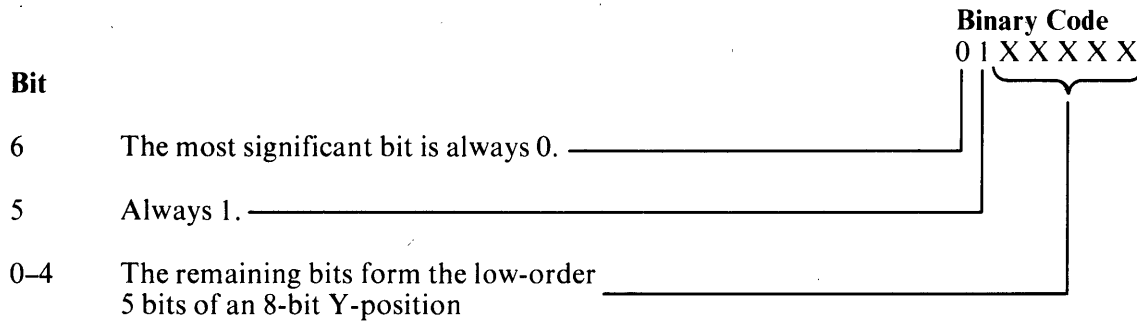 Binary Code
0 1 X X X X X
Bit
6 The most significant bit is always 0.
5 Always 1.
0–4 The remaining bits form the low-order
5 bits of an 8-bit Y-position